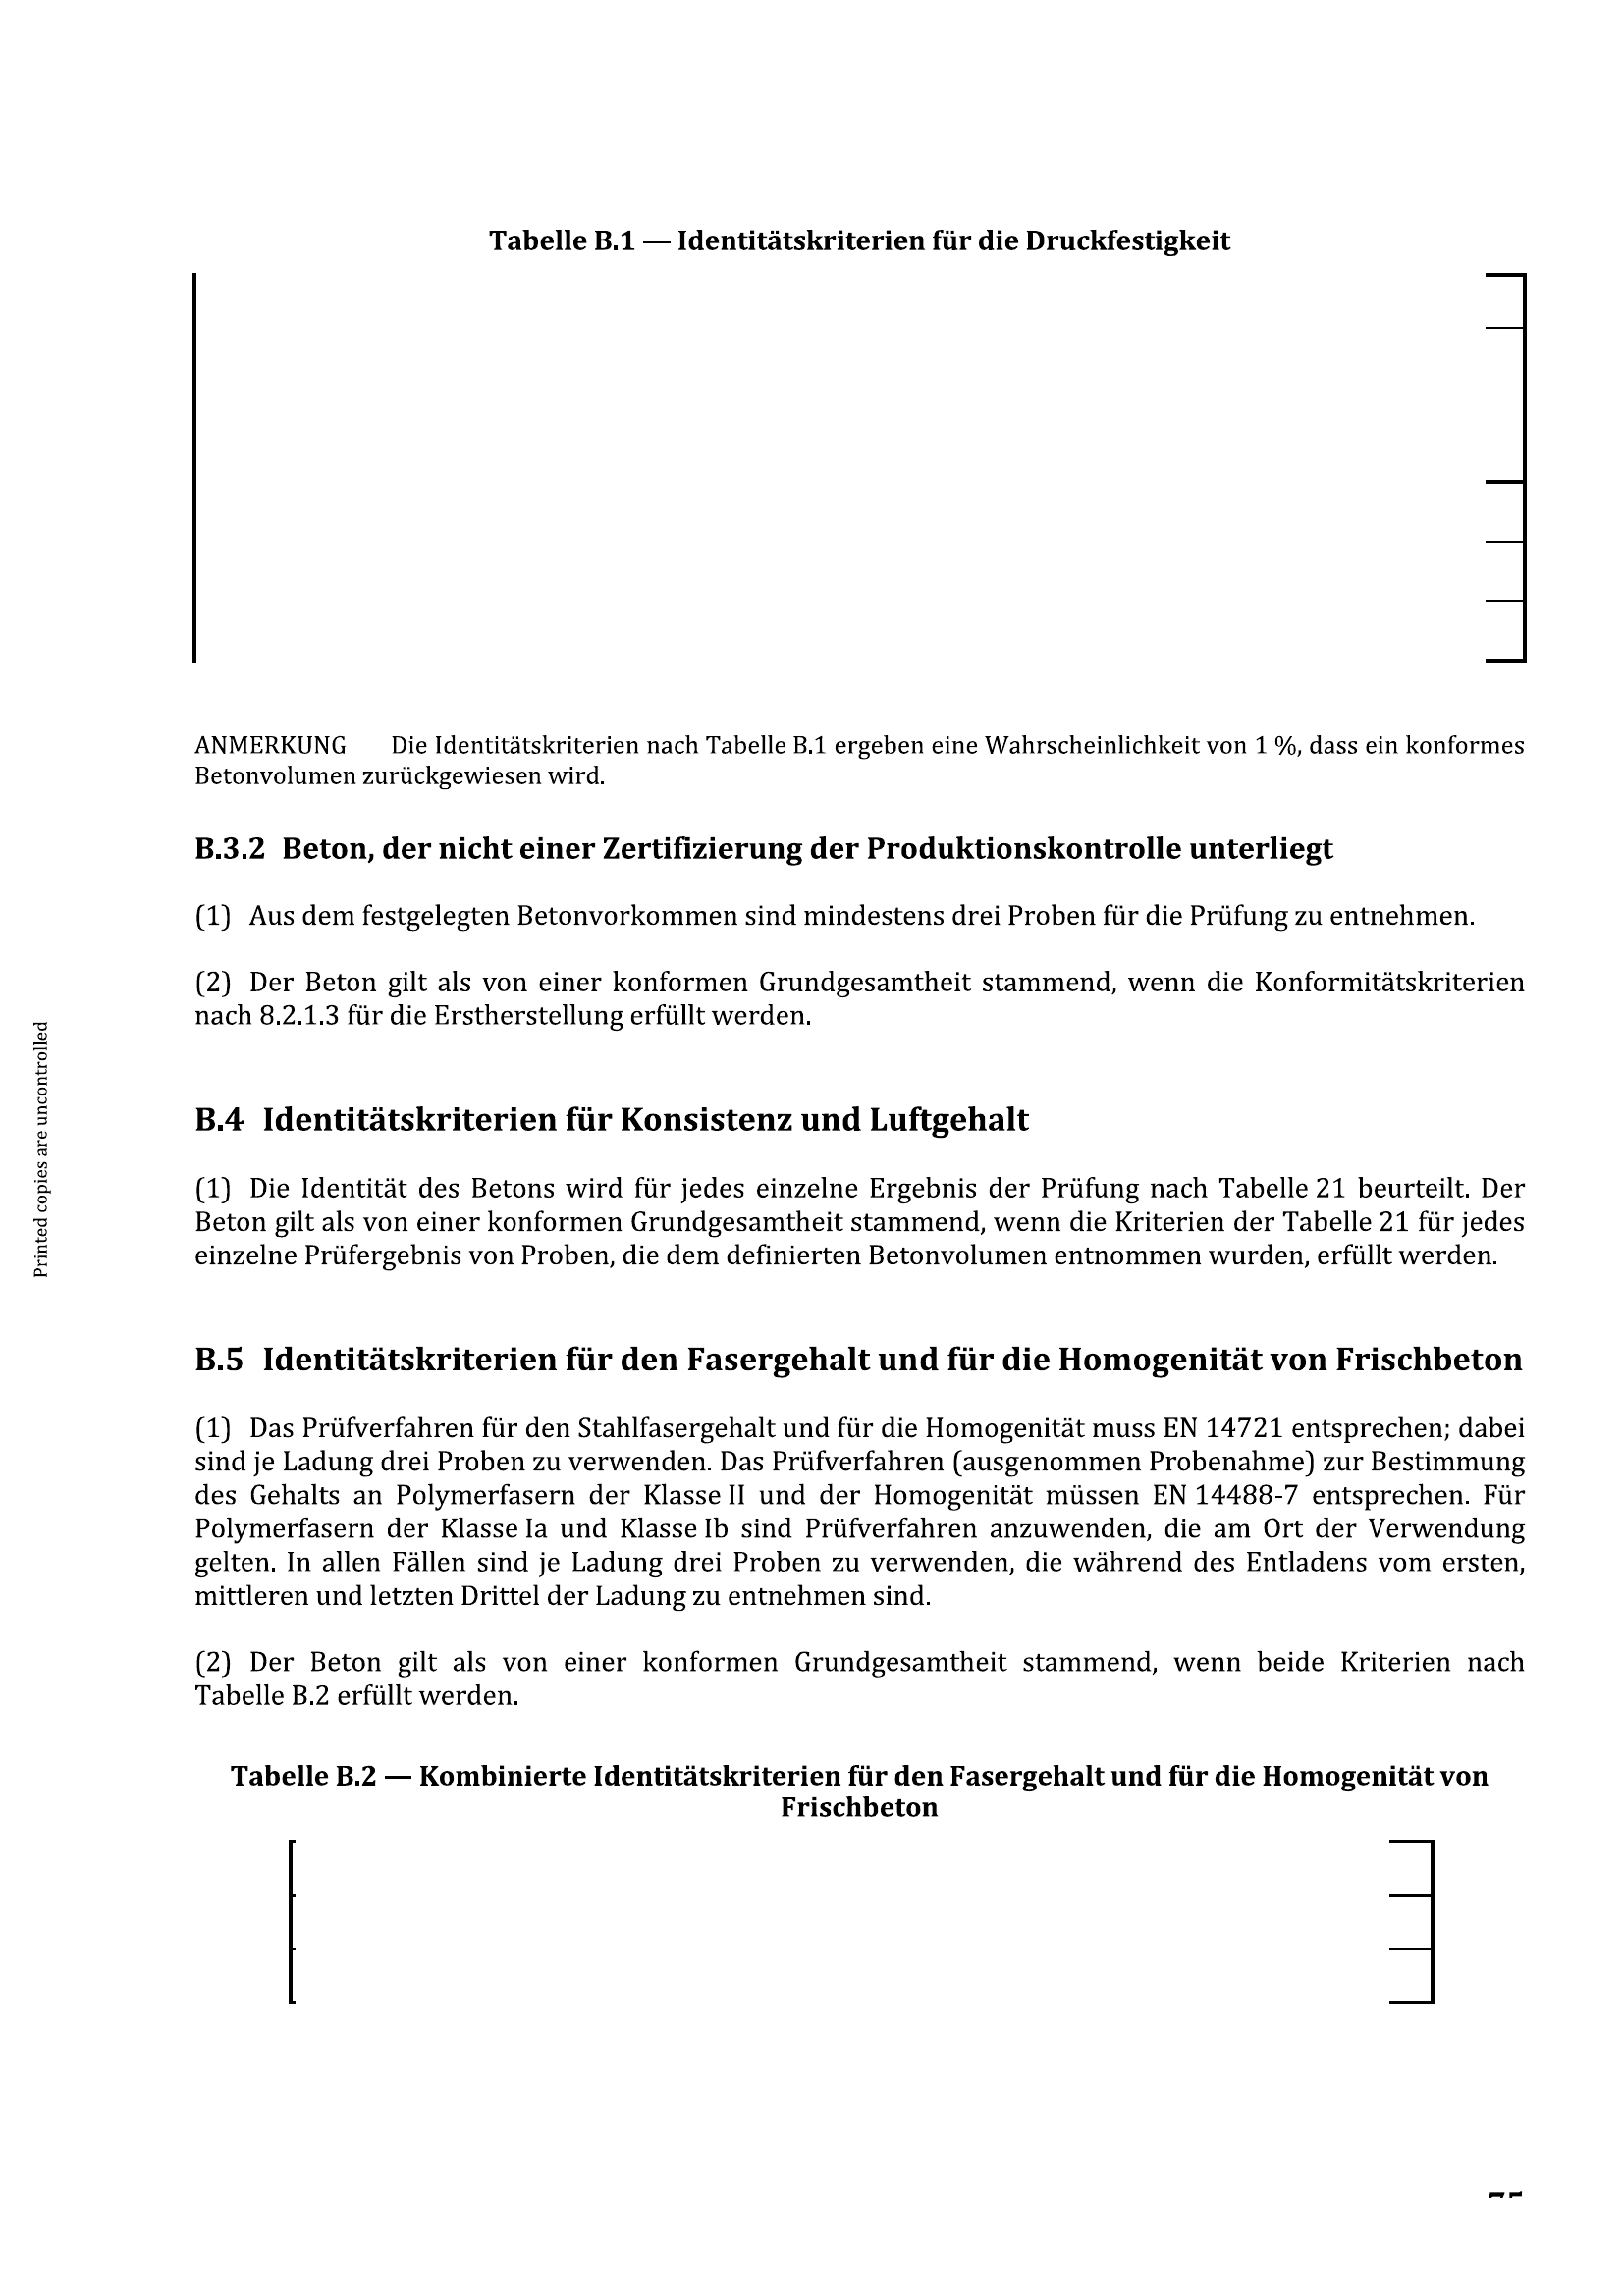 Tabelle B.1 — Identitätskriterien für die Druckfestigkeit
ANMERKUNG Die Identitätskriterien nach Tabelle B.1 ergeben eine Wahrscheinlichkeit von 1 %, dass ein konformes
Betonvolumen zurückgewiesen wird.
B.3.2 Beton, der nicht einer Zertifizierung der Produktionskontrolle unterliegt
(1) Aus dem festgelegten Betonvorkommen sind mindestens drei Proben für die Prüfung zu entnehmen.
(2) Der Beton gilt als von einer konformen Grundgesamtheit stammend, wenn die Konformitätskriterien
nach 8.2.1.3 für die Erstherstellung erfüllt werden.
B.4 Identitätskriterien für Konsistenz und Luftgehalt
(1) Die Identität des Betons wird für jedes einzelne Ergebnis der Prüfung nach Tabelle 21 beurteilt. Der
Beton gilt als von einer konformen Grundgesamtheit stammend, wenn die Kriterien der Tabelle 21 für jedes
einzelne Prüfergebnis von Proben, die dem definierten Betonvolumen entnommen wurden, erfüllt werden.
B.5 Identitätskriterien für den Fasergehalt und für die Homogenität von Frischbeton
(1) Das Prüfverfahren für den Stahlfasergehalt und für die Homogenität muss EN 14721 entsprechen; dabei
sind je Ladung drei Proben zu verwenden. Das Prüfverfahren (ausgenommen Probenahme) zur Bestimmung
des Gehalts an Polymerfasern der Klasse II und der Homogenität müssen EN 14488-7 entsprechen. Für
Polymerfasern der Klasse Ia und Klasse Ib sind Prüfverfahren anzuwenden, die am Ort der Verwendung
gelten. In allen Fällen sind je Ladung drei Proben zu verwenden, die während des Entladens vom ersten,
mittleren und letzten Drittel der Ladung zu entnehmen sind.
(2) Der Beton gilt als von einer konformen Grundgesamtheit stammend, wenn beide Kriterien nach
Tabelle B.2 erfüllt werden.
Tabelle B.2 — Kombinierte Identitätskriterien für den Fasergehalt und für die Homogenität von
Frischbeton
Printed copies are uncontrolled